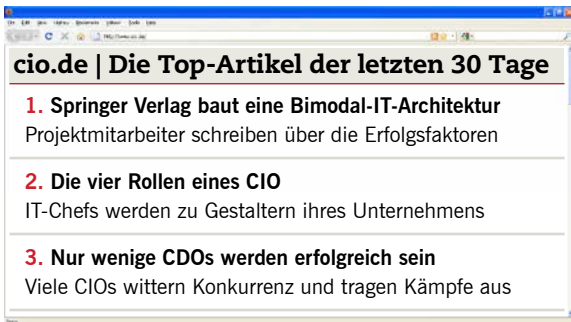 cio.de | Die Top-Artikel der letzten 30 Tage
1. Springer Verlag baut eine Bimodal-IT-Architektur
Projektmitarbeiter schreiben über die Erfolgsfaktoren
2. Die vier Rollen eines CIO
IT-Chefs werden zu Gestaltern ihres Unternehmens
3. Nur wenige CDOs werden erfolgreich sein
Viele CIOs wittern Konkurrenz und tragen Kämpfe aus